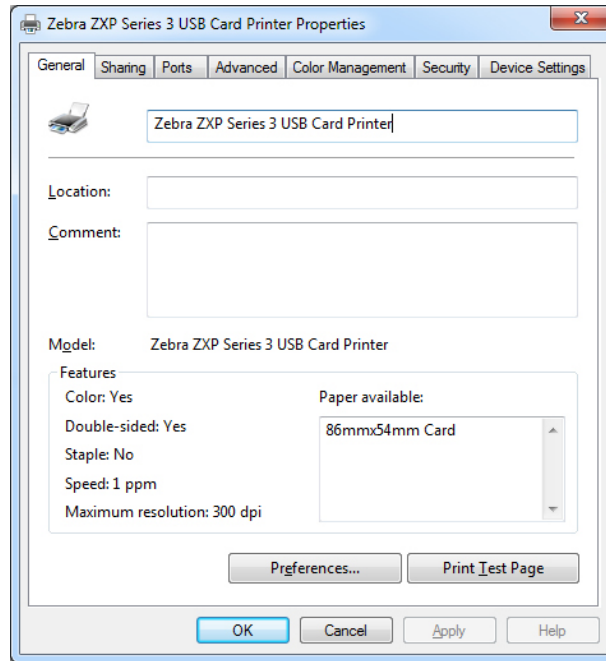 Zebra ZXP Series 3 USB Card Printer Properties
General Sharing Ports Advanced Color Management Security Device Settings
Zebra ZXP Series 3 USB Card Printer
Location:
Comment:
Model: Zebra ZXP Series 3 USB Card Printer
Features
Color: Yes Paper available:
Double-sided: Yes 86mmx54mm Card
Staple: No
Speed: 1 ppm
Maximum resolution: 300 dpi
Preferences... Print Test Page
OK Cancel Apply Help